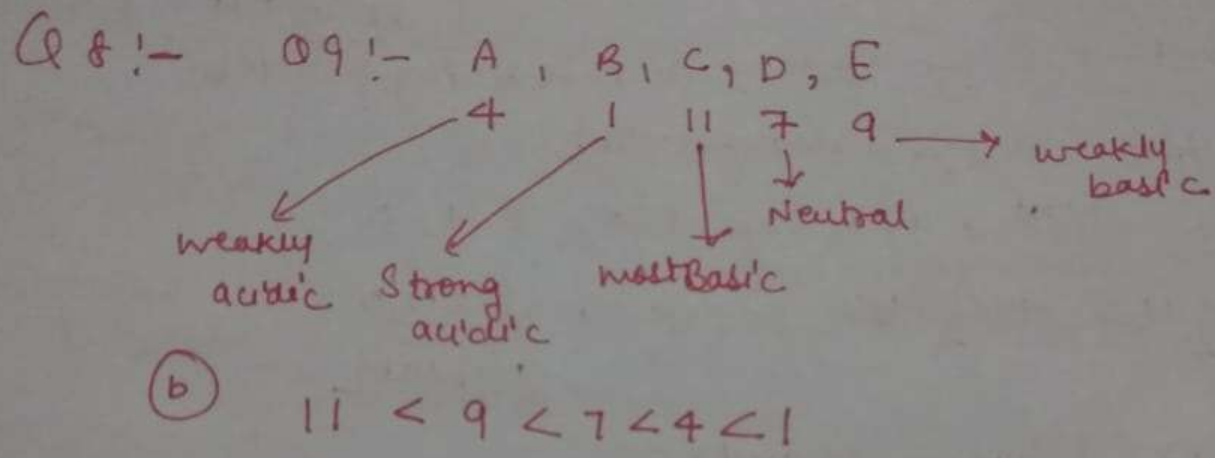 Q8:- Q9:- A, B, C, D, E
4 1 11 7 9 → weakly basic
Neutral
weakly acidic Strong acidic most Basic
(b) 11 < 9 < 7 < 4 < 1